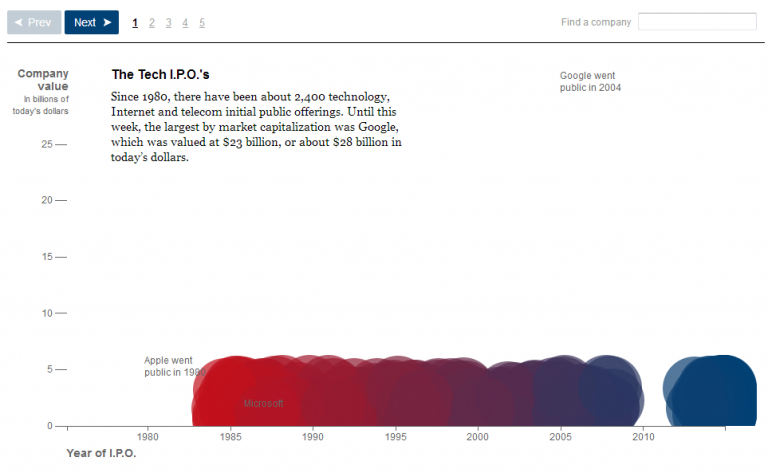 Prev
Next
1 2 3 4 5
Find a company
Company
value
In billions of
today's dollars
The Tech I.P.O.'s
Since 1980, there have been about 2,400 technology,
Internet and telecom initial public offerings. Until this
week, the largest by market capitalization was Google,
which was valued at $23 billion, or about $28 billion in
today's dollars.
Google went
public in 2004
25
20
15
10
5
0
Apple went
public in
Microsoft
1980 1985 1990 1995 2000 2005 2010
Year of I.P.O.